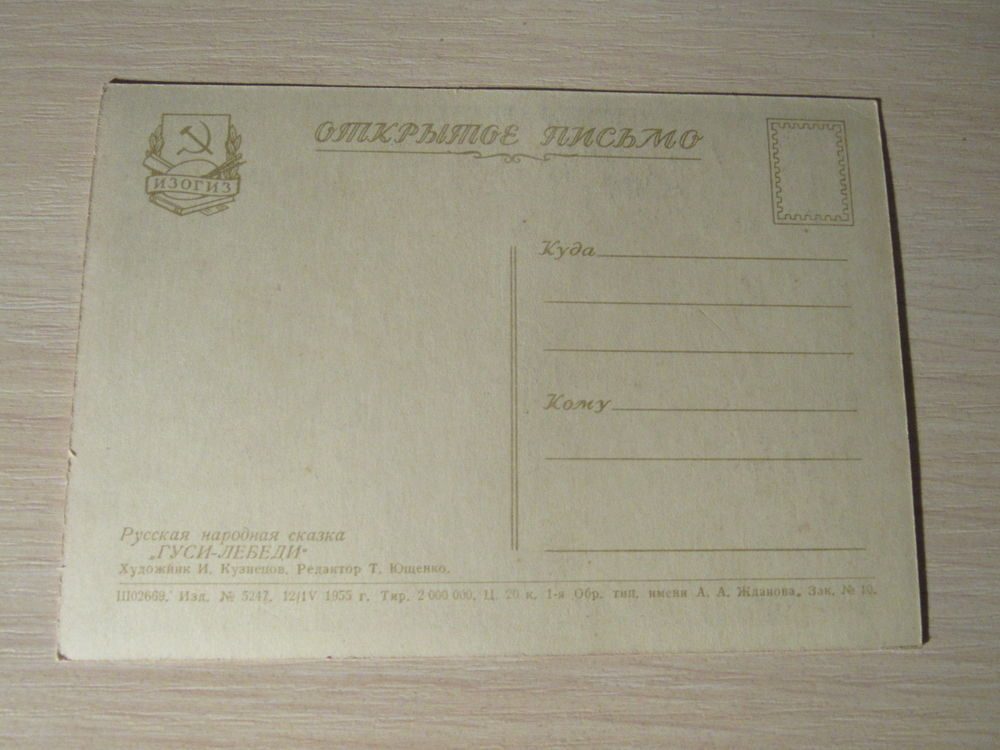 ИЗОГИЗ
ОТКРЫТОЕ ПИСЬМО
Куда
Кому
Русская народная сказка
„ГУСИ-ЛЕБЕДИ"
Художник И. Кузнецов. Редактор Т. Ющенко.
Ш02669. Изд. № 5247. 12/IV 1955 г. Тир. 2 000 000. Ц. 20 к. 1-я Обр. тип. имени А. А. Жданова. Зак. № 10.